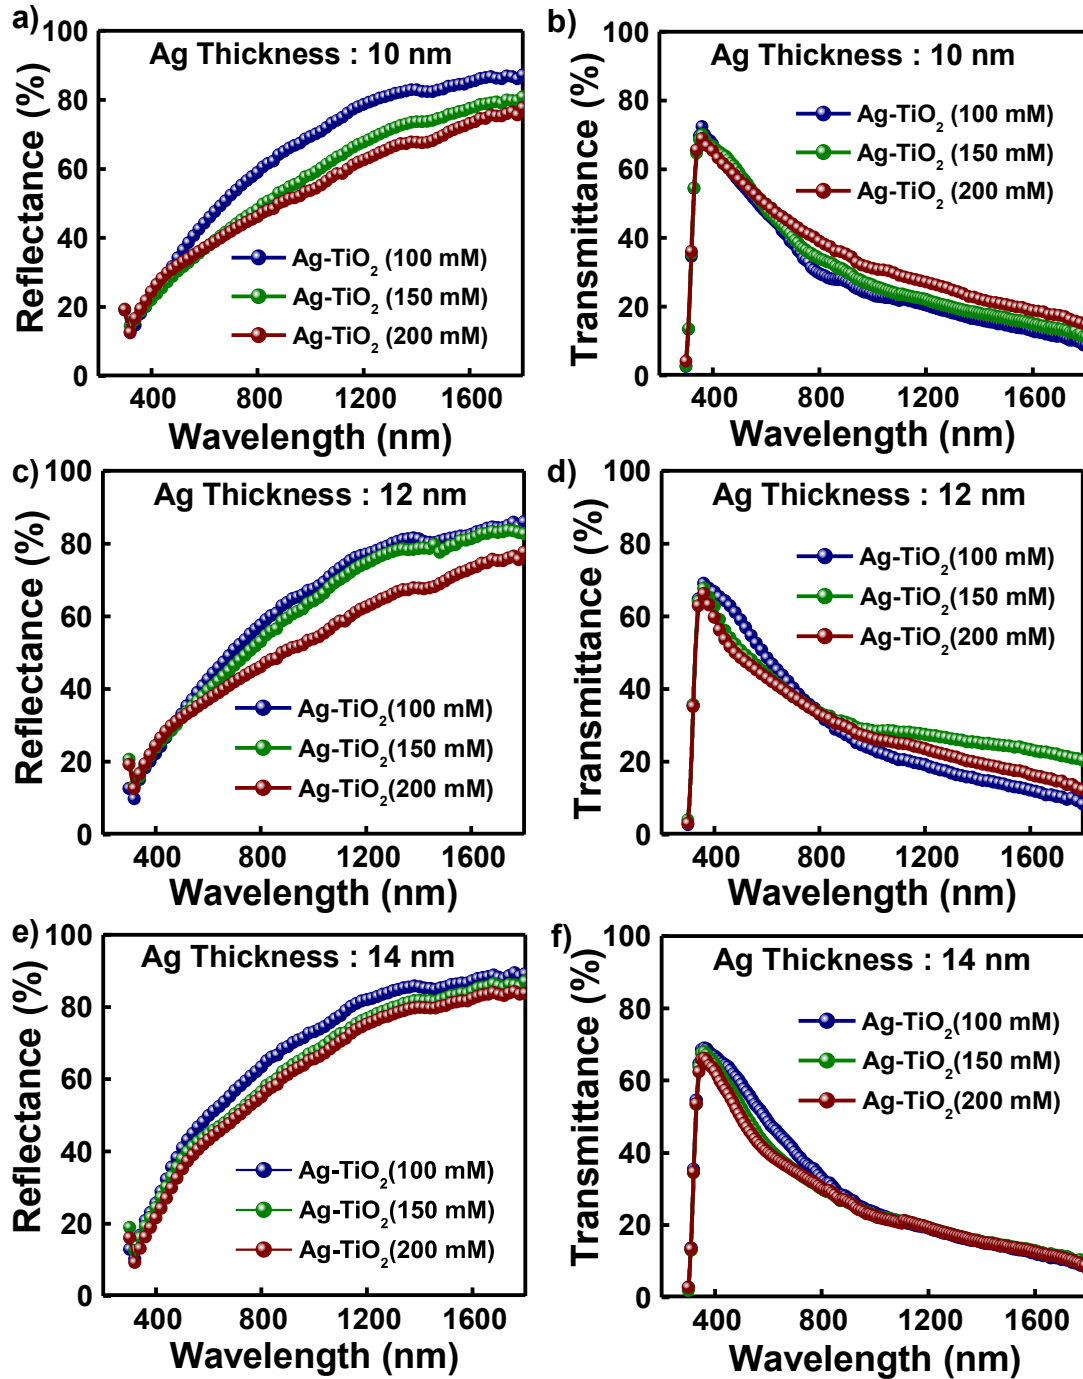 a)
Ag Thickness : 10 nm
Reflectance (%)
100
80
60
40
20
0
Ag-TiO₂ (100 mM)
Ag-TiO₂ (150 mM)
Ag-TiO₂ (200 mM)
400 800 1200 1600
Wavelength (nm)
b)
Ag Thickness : 10 nm
Transmittance (%)
100
80
60
40
20
0
Ag-TiO₂ (100 mM)
Ag-TiO₂ (150 mM)
Ag-TiO₂ (200 mM)
400 800 1200 1600
Wavelength (nm)
c)
Ag Thickness : 12 nm
Reflectance (%)
100
80
60
40
20
0
Ag-TiO₂(100 mM)
Ag-TiO₂(150 mM)
Ag-TiO₂(200 mM)
400 800 1200 1600
Wavelength (nm)
d)
Ag Thickness : 12 nm
Transmittance (%)
100
80
60
40
20
0
Ag-TiO₂(100 mM)
Ag-TiO₂(150 mM)
Ag-TiO₂(200 mM)
400 800 1200 1600
Wavelength (nm)
e)
Ag Thickness : 14 nm
Reflectance (%)
100
80
60
40
20
0
Ag-TiO₂(100 mM)
Ag-TiO₂(150 mM)
Ag-TiO₂(200 mM)
400 800 1200 1600
Wavelength (nm)
f)
Ag Thickness : 14 nm
Transmittance (%)
100
80
60
40
20
0
Ag-TiO₂(100 mM)
Ag-TiO₂(150 mM)
Ag-TiO₂(200 mM)
400 800 1200 1600
Wavelength (nm)